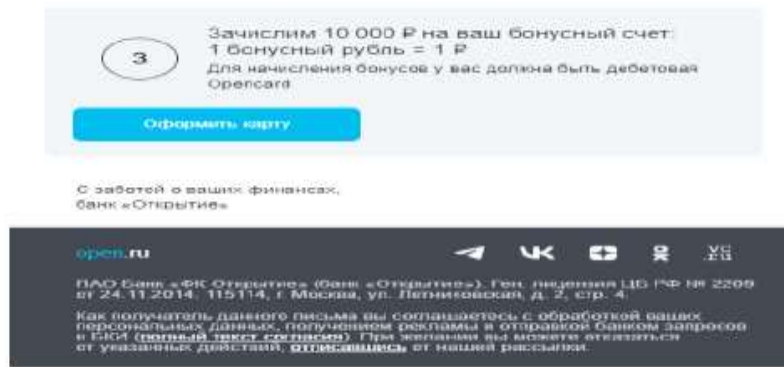 3
Зачислим 10 000 ₽ на ваш бонусный счет:
1 бонусный рубль = 1 ₽
Для начисления бонусов у вас должна быть дебетовая
Opencard
Оформить карту
С заботой о ваших финансах,
банк «Открытие»
open.ru
VK
vc
.ru
ПАО Банк «ФК Открытие» (банк «Открытие»). Ген. лицензия ЦБ РФ № 2209
от 24.11.2014. 115114, г. Москва, ул. Летниковская, д. 2, стр. 4.
Как получатель данного письма вы соглашаетесь с обработкой ваших
персональных данных, получением рекламы и отправкой банком запросов
в БКИ (полный текст согласия). При желании вы можете отказаться
от указанных действий, отписавшись от нашей рассылки.